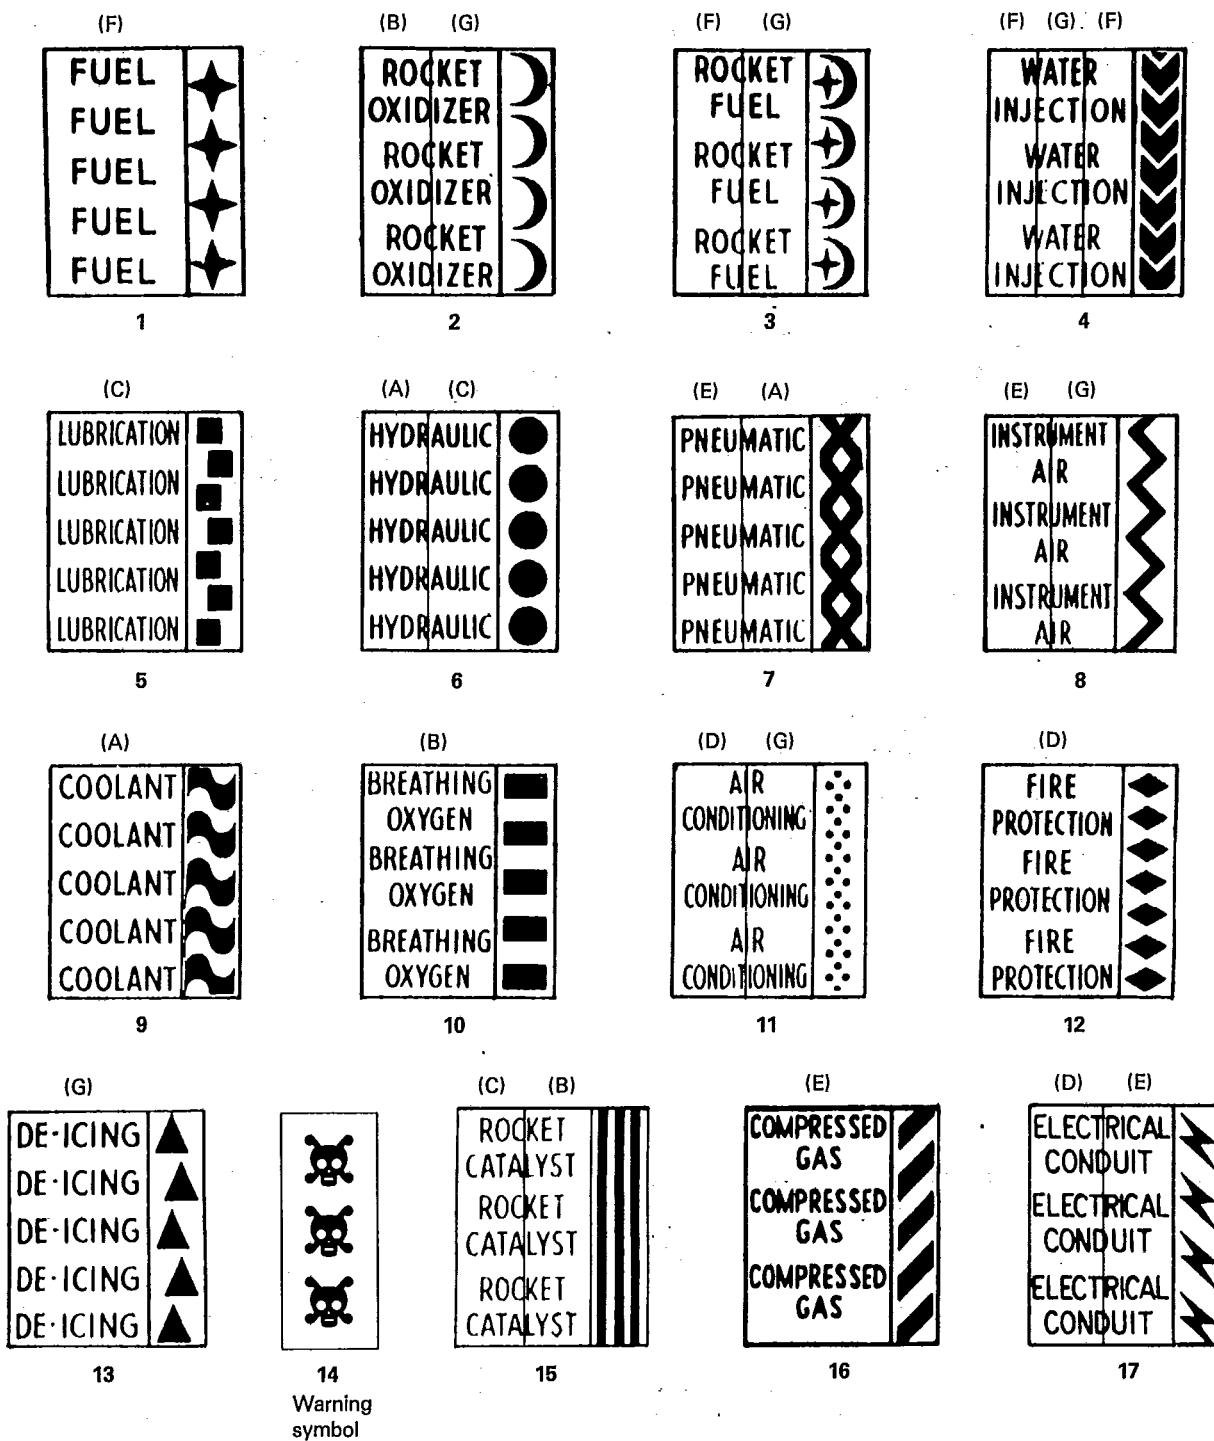 (F)
FUEL
FUEL
FUEL
FUEL
FUEL
1
(B) (G)
ROCKET
OXIDIZER
ROCKET
OXIDIZER
ROCKET
OXIDIZER
2
(F) (G)
ROCKET
FUEL
ROCKET
FUEL
ROCKET
FUEL
3
(F) (G) (F)
WATER
INJECTION
WATER
INJECTION
WATER
INJECTION
4
(C)
LUBRICATION
LUBRICATION
LUBRICATION
LUBRICATION
LUBRICATION
5
(A) (C)
HYDRAULIC
HYDRAULIC
HYDRAULIC
HYDRAULIC
HYDRAULIC
6
(E) (A)
PNEUMATIC
PNEUMATIC
PNEUMATIC
PNEUMATIC
PNEUMATIC
7
(E) (G)
INSTRUMENT
AIR
INSTRUMENT
AIR
INSTRUMENT
AIR
8
(A)
COOLANT
COOLANT
COOLANT
COOLANT
COOLANT
9
(B)
BREATHING
OXYGEN
BREATHING
OXYGEN
BREATHING
OXYGEN
10
(D) (G)
AIR
CONDITIONING
AIR
CONDITIONING
AIR
CONDITIONING
11
(D)
FIRE
PROTECTION
FIRE
PROTECTION
FIRE
PROTECTION
12
(G)
DE-ICING
DE-ICING
DE-ICING
DE-ICING
DE-ICING
13
14
Warning
symbol
(C) (B)
ROCKET
CATALYST
ROCKET
CATALYST
ROCKET
CATALYST
15
(E)
COMPRESSED
GAS
COMPRESSED
GAS
COMPRESSED
GAS
16
(D) (E)
ELECTRICAL
CONDUIT
ELECTRICAL
CONDUIT
ELECTRICAL
CONDUIT
17